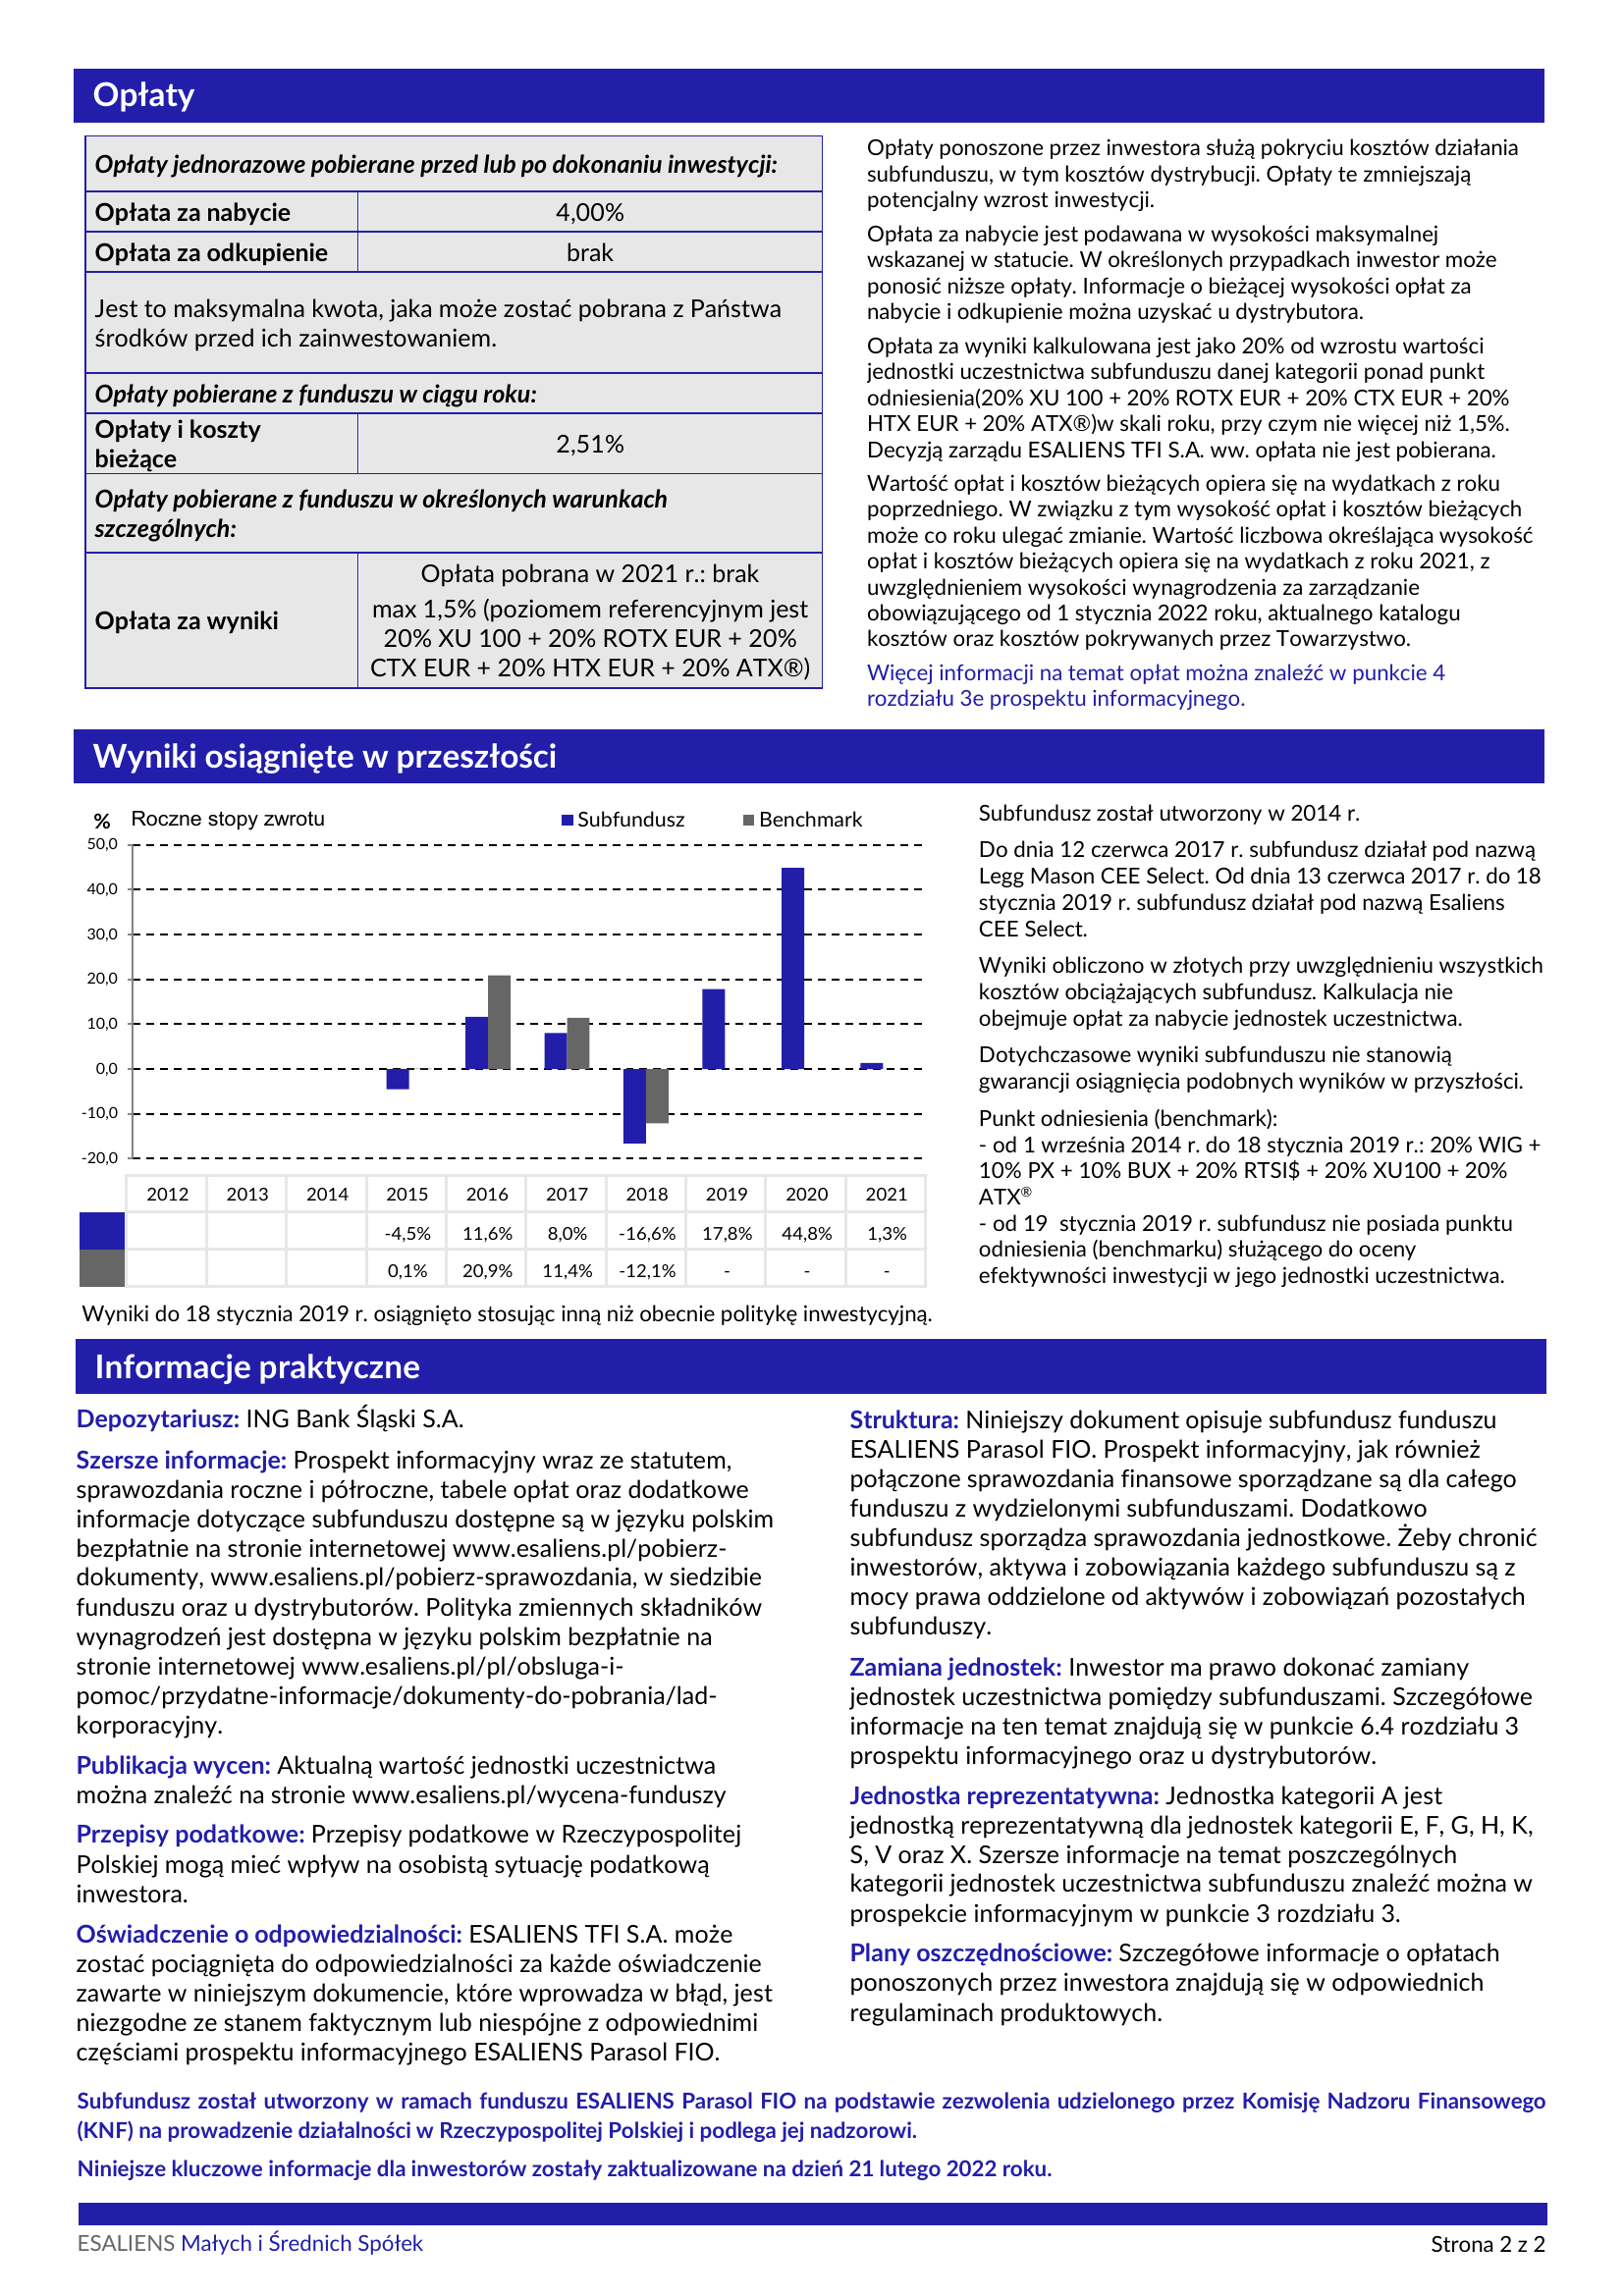 Opłaty
Opłaty jednorazowe pobierane przed lub po dokonaniu inwestycji:
Opłata za nabycie 4,00%
Opłata za odkupienie brak
Jest to maksymalna kwota, jaka może zostać pobrana z Państwa
środków przed ich zainwestowaniem.
Opłaty pobierane z funduszu w ciągu roku:
Opłaty i koszty
bieżące
2,51%
Opłaty pobierane z funduszu w określonych warunkach
szczególnych:
Opłata za wyniki
Opłata pobrana w 2021 r.: brak
max 1,5% (poziomem referencyjnym jest
20% XU 100 + 20% ROTX EUR + 20%
CTX EUR + 20% HTX EUR + 20% ATX®)
Opłaty ponoszone przez inwestora służą pokryciu kosztów działania
subfunduszu, w tym kosztów dystrybucji. Opłaty te zmniejszają
potencjalny wzrost inwestycji.
Opłata za nabycie jest podawana w wysokości maksymalnej
wskazanej w statucie. W określonych przypadkach inwestor może
ponosić niższe opłaty. Informacje o bieżącej wysokości opłat za
nabycie i odkupienie można uzyskać u dystrybutora.
Opłata za wyniki kalkulowana jest jako 20% od wzrostu wartości
jednostki uczestnictwa subfunduszu danej kategorii ponad punkt
odniesienia(20% XU 100 + 20% ROTX EUR + 20% CTX EUR + 20%
HTX EUR + 20% ATX®)w skali roku, przy czym nie więcej niż 1,5%.
Decyzją zarządu ESALIENS TFI S.A. ww. opłata nie jest pobierana.
Wartość opłat i kosztów bieżących opiera się na wydatkach z roku
poprzedniego. W związku z tym wysokość opłat i kosztów bieżących
może co roku ulegać zmianie. Wartość liczbowa określająca wysokość
opłat i kosztów bieżących opiera się na wydatkach z roku 2021, z
uwzględnieniem wysokości wynagrodzenia za zarządzanie
obowiązującego od 1 stycznia 2022 roku, aktualnego katalogu
kosztów oraz kosztów pokrywanych przez Towarzystwo.
Więcej informacji na temat opłat można znaleźć w punkcie 4
rozdziału 3e prospektu informacyjnego.
Wyniki osiągnięte w przeszłości
% Roczne stopy zwrotu Subfundusz Benchmark
50,0
40,0
30,0
20,0
10,0
0,0
-10,0
-20,0
2012 2013 2014 2015 2016 2017 2018 2019 2020 2021
-4,5% 11,6% 8,0% -16,6% 17,8% 44,8% 1,3%
0,1% 20,9% 11,4% -12,1% - - -
Wyniki do 18 stycznia 2019 r. osiągnięto stosując inną niż obecnie politykę inwestycyjną.
Subfundusz został utworzony w 2014 r.
Do dnia 12 czerwca 2017 r. subfundusz działał pod nazwą
Legg Mason CEE Select. Od dnia 13 czerwca 2017 r. do 18
stycznia 2019 r. subfundusz działał pod nazwą Esaliens
CEE Select.
Wyniki obliczono w złotych przy uwzględnieniu wszystkich
kosztów obciążających subfundusz. Kalkulacja nie
obejmuje opłat za nabycie jednostek uczestnictwa.
Dotychczasowe wyniki subfunduszu nie stanowią
gwarancji osiągnięcia podobnych wyników w przyszłości.
Punkt odniesienia (benchmark):
- od 1 września 2014 r. do 18 stycznia 2019 r.: 20% WIG +
10% PX + 10% BUX + 20% RTSI$ + 20% XU100 + 20%
ATX®
- od 19 stycznia 2019 r. subfundusz nie posiada punktu
odniesienia (benchmarku) służącego do oceny
efektywności inwestycji w jego jednostki uczestnictwa.
Informacje praktyczne
Depozytariusz: ING Bank Śląski S.A.
Szersze informacje: Prospekt informacyjny wraz ze statutem,
sprawozdania roczne i półroczne, tabele opłat oraz dodatkowe
informacje dotyczące subfunduszu dostępne są w języku polskim
bezpłatnie na stronie internetowej www.esaliens.pl/pobierz-
dokumenty, www.esaliens.pl/pobierz-sprawozdania, w siedzibie
funduszu oraz u dystrybutorów. Polityka zmiennych składników
wynagrodzeń jest dostępna w języku polskim bezpłatnie na
stronie internetowej www.esaliens.pl/pl/obsluga-i-
pomoc/przydatne-informacje/dokumenty-do-pobrania/lad-
korporacyjny.
Publikacja wycen: Aktualną wartość jednostki uczestnictwa
można znaleźć na stronie www.esaliens.pl/wycena-funduszy
Przepisy podatkowe: Przepisy podatkowe w Rzeczypospolitej
Polskiej mogą mieć wpływ na osobistą sytuację podatkową
inwestora.
Oświadczenie o odpowiedzialności: ESALIENS TFI S.A. może
zostać pociągnięta do odpowiedzialności za każde oświadczenie
zawarte w niniejszym dokumencie, które wprowadza w błąd, jest
niezgodne ze stanem faktycznym lub niespójne z odpowiednimi
częściami prospektu informacyjnego ESALIENS Parasol FIO.
Struktura: Niniejszy dokument opisuje subfundusz funduszu
ESALIENS Parasol FIO. Prospekt informacyjny, jak również
połączone sprawozdania finansowe sporządzane są dla całego
funduszu z wydzielonymi subfunduszami. Dodatkowo
subfundusz sporządza sprawozdania jednostkowe. Żeby chronić
inwestorów, aktywa i zobowiązania każdego subfunduszu są z
mocy prawa oddzielone od aktywów i zobowiązań pozostałych
subfunduszy.
Zamiana jednostek: Inwestor ma prawo dokonać zamiany
jednostek uczestnictwa pomiędzy subfunduszami. Szczegółowe
informacje na ten temat znajdują się w punkcie 6.4 rozdziału 3
prospektu informacyjnego oraz u dystrybutorów.
Jednostka reprezentatywna: Jednostka kategorii A jest
jednostką reprezentatywną dla jednostek kategorii E, F, G, H, K,
S, V oraz X. Szersze informacje na temat poszczególnych
kategorii jednostek uczestnictwa subfunduszu znaleźć można w
prospekcie informacyjnym w punkcie 3 rozdziału 3.
Plany oszczędnościowe: Szczegółowe informacje o opłatach
ponoszonych przez inwestora znajdują się w odpowiednich
regulaminach produktowych.
Subfundusz został utworzony w ramach funduszu ESALIENS Parasol FIO na podstawie zezwolenia udzielonego przez Komisję Nadzoru Finansowego
(KNF) na prowadzenie działalności w Rzeczypospolitej Polskiej i podlega jej nadzorowi.
Niniejsze kluczowe informacje dla inwestorów zostały zaktualizowane na dzień 21 lutego 2022 roku.
ESALIENS Małych i Średnich Spółek
Strona 2 z 2